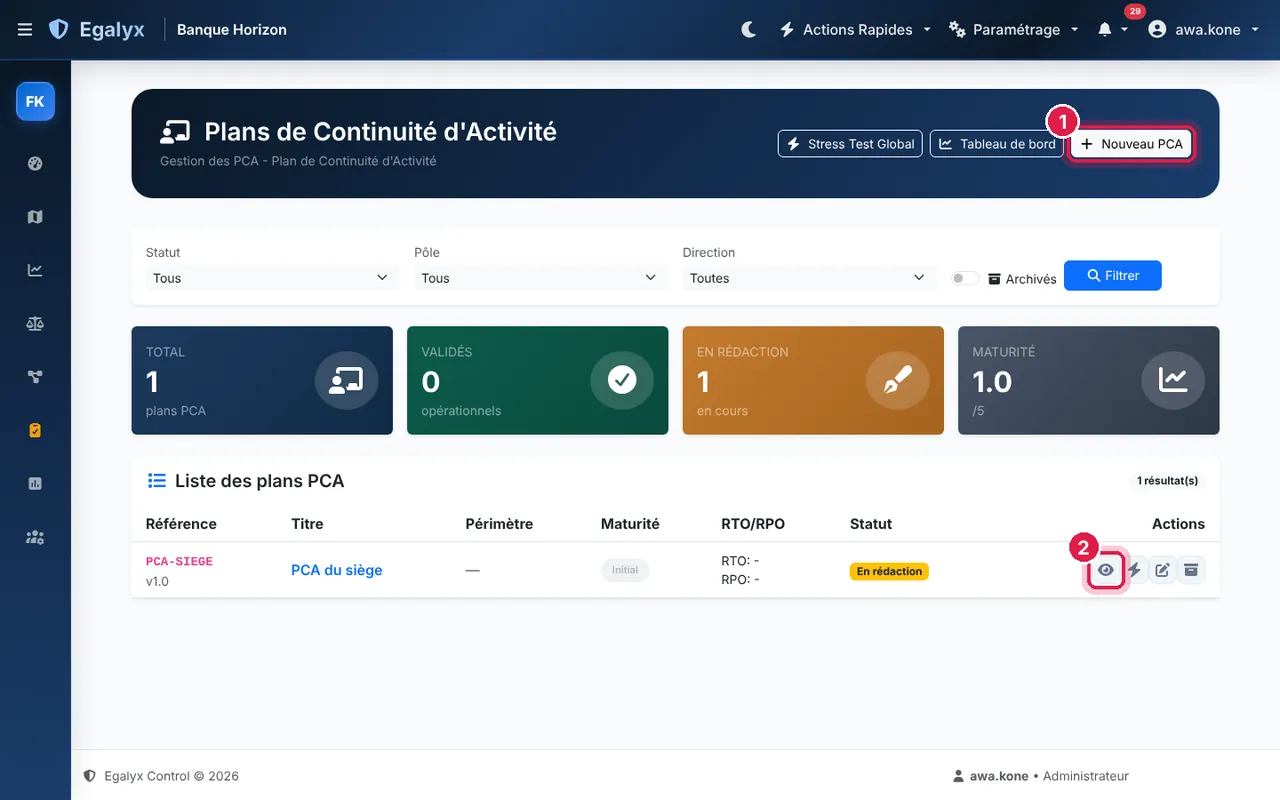 Egalyx
Banque Horizon
Actions Rapides
Paramétrage
29
awa.kone
FK
Plans de Continuité d'Activité
Gestion des PCA - Plan de Continuité d'Activité
Stress Test Global
Tableau de bord
1
+ Nouveau PCA
Statut
Tous
Pôle
Tous
Direction
Toutes
Archivés
Filtrer
TOTAL
1
plans PCA
VALIDÉS
0
opérationnels
EN RÉDACTION
1
en cours
MATURITÉ
1.0
/5
Liste des plans PCA
1 résultat(s)
Référence Titre Périmètre Maturité RTO/RPO Statut Actions
PCA-SIEGE
v1.0
PCA du siège
—
Initial
RTO: -
RPO: -
En rédaction
2
Egalyx Control © 2026
awa.kone • Administrateur